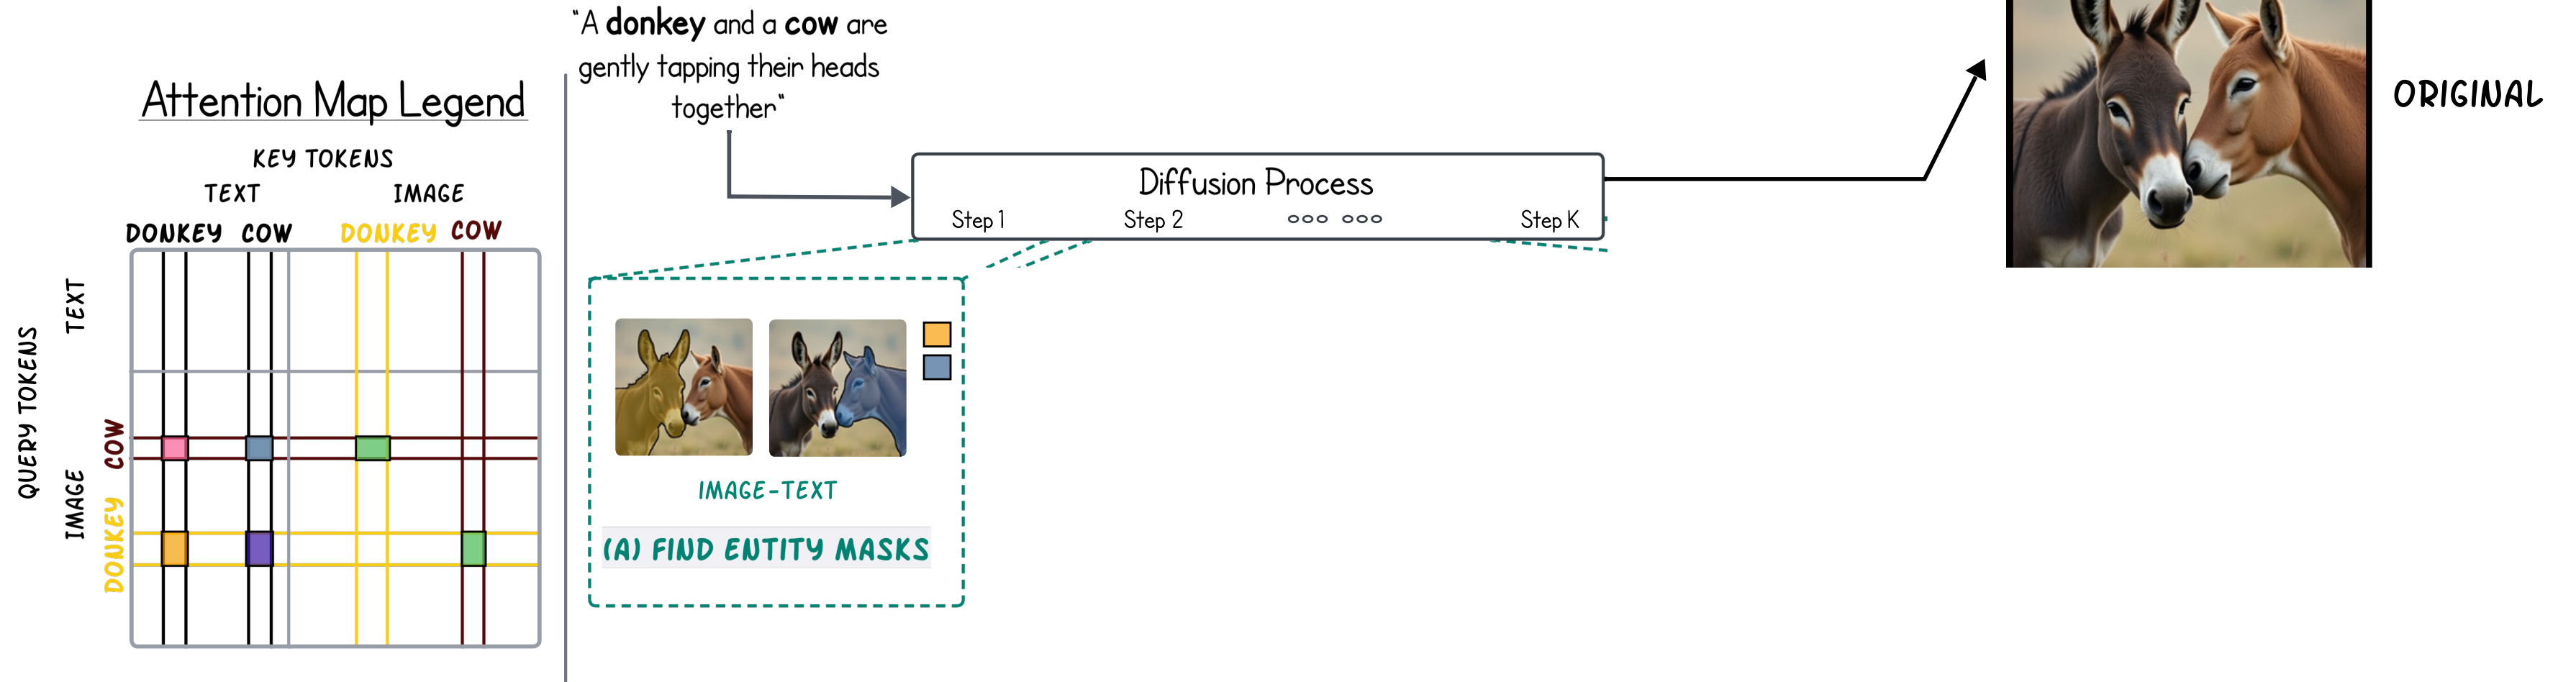 Attention Map Legend
KEY TOKENS
TEXT IMAGE
DONKEY COW DONKEY COW
QUERY TOKENS
TEXT
IMAGE
COW
DONKEY
"A donkey and a cow are
gently tapping their heads
together"
Diffusion Process
Step 1 Step 2 Step K
IMAGE-TEXT
(A) FIND ENTITY MASKS
ORIGINAL